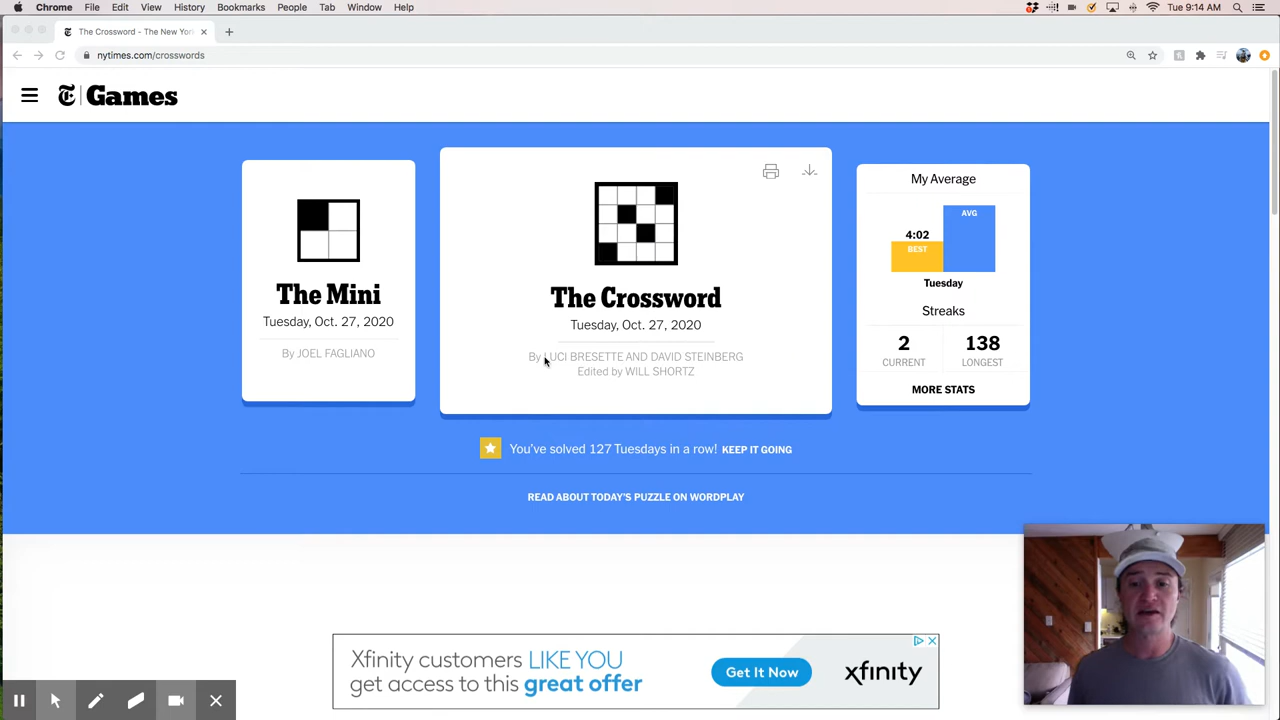 Chrome File Edit View History Bookmarks People Tab Window Help Tue 9:14 AM
The Crossword - The New Yor
nytimes.com/crosswords
Games
The Mini
Tuesday, Oct. 27, 2020
By JOEL FAGLIANO
The Crossword
Tuesday, Oct. 27, 2020
By LUCI BRESETTE AND DAVID STEINBERG
Edited by WILL SHORTZ
My Average
AVG
4:02
BEST
Tuesday
Streaks
2 138
CURRENT LONGEST
MORE STATS
You've solved 127 Tuesdays in a row! KEEP IT GOING
READ ABOUT TODAY'S PUZZLE ON WORDPLAY
Xfinity customers LIKE YOU
get access to this great offer
Get It Now
xfinity